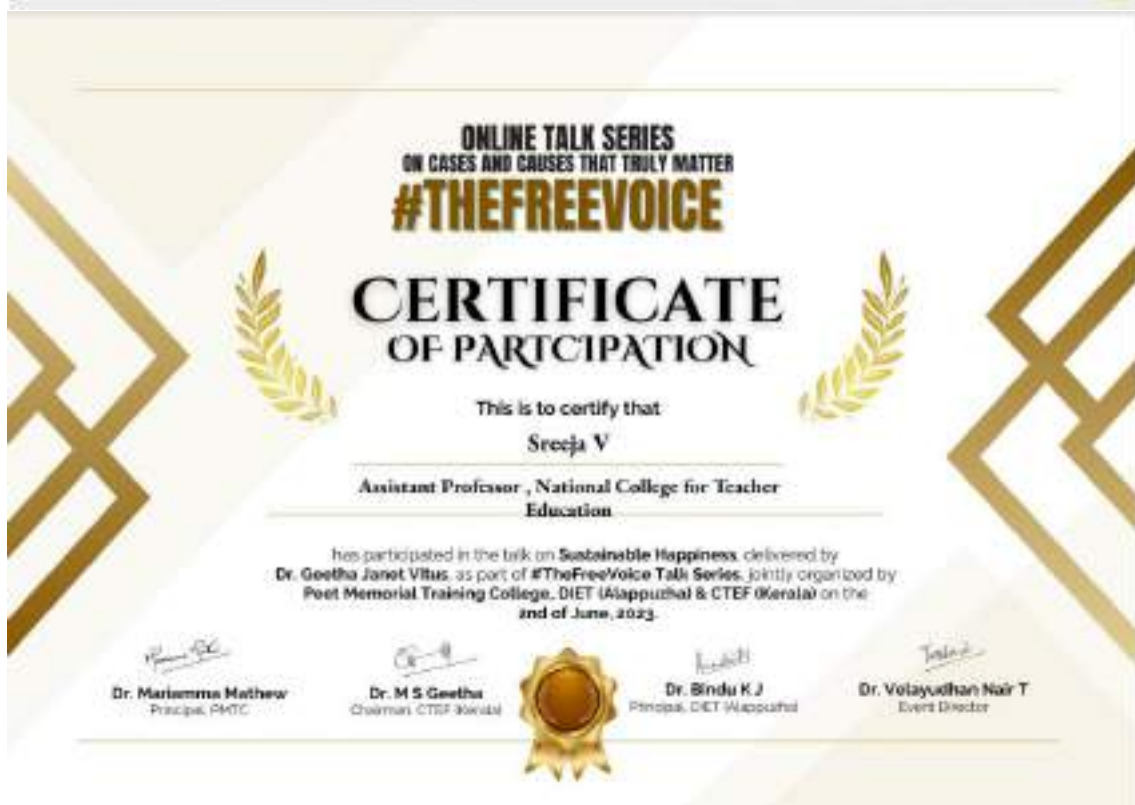 ONLINE TALK SERIES
ON CASES AND CAUSES THAT TRULY MATTER
#THEFREEVOICE
CERTIFICATE
OF PARTCIPATION
This is to certify that
Sreeja V
Assistant Professor , National College for Teacher
Education
has participated in the talk on Sustainable Happiness, delivered by
Dr. Geetha Janet Vitus, as part of #TheFreeVoice Talk Series, jointly organized by
Peet Memorial Training College, DIET (Alappuzha) & CTEF (Kerala) on the
2nd of June, 2023.
Dr. Mariamma Mathew
Principal, PMTC
Dr. M S Geetha
Chairman, CTEF (Kerala)
Dr. Bindu K J
Principal, DIET (Alappuzha)
Dr. Velayudhan Nair T
Event Director